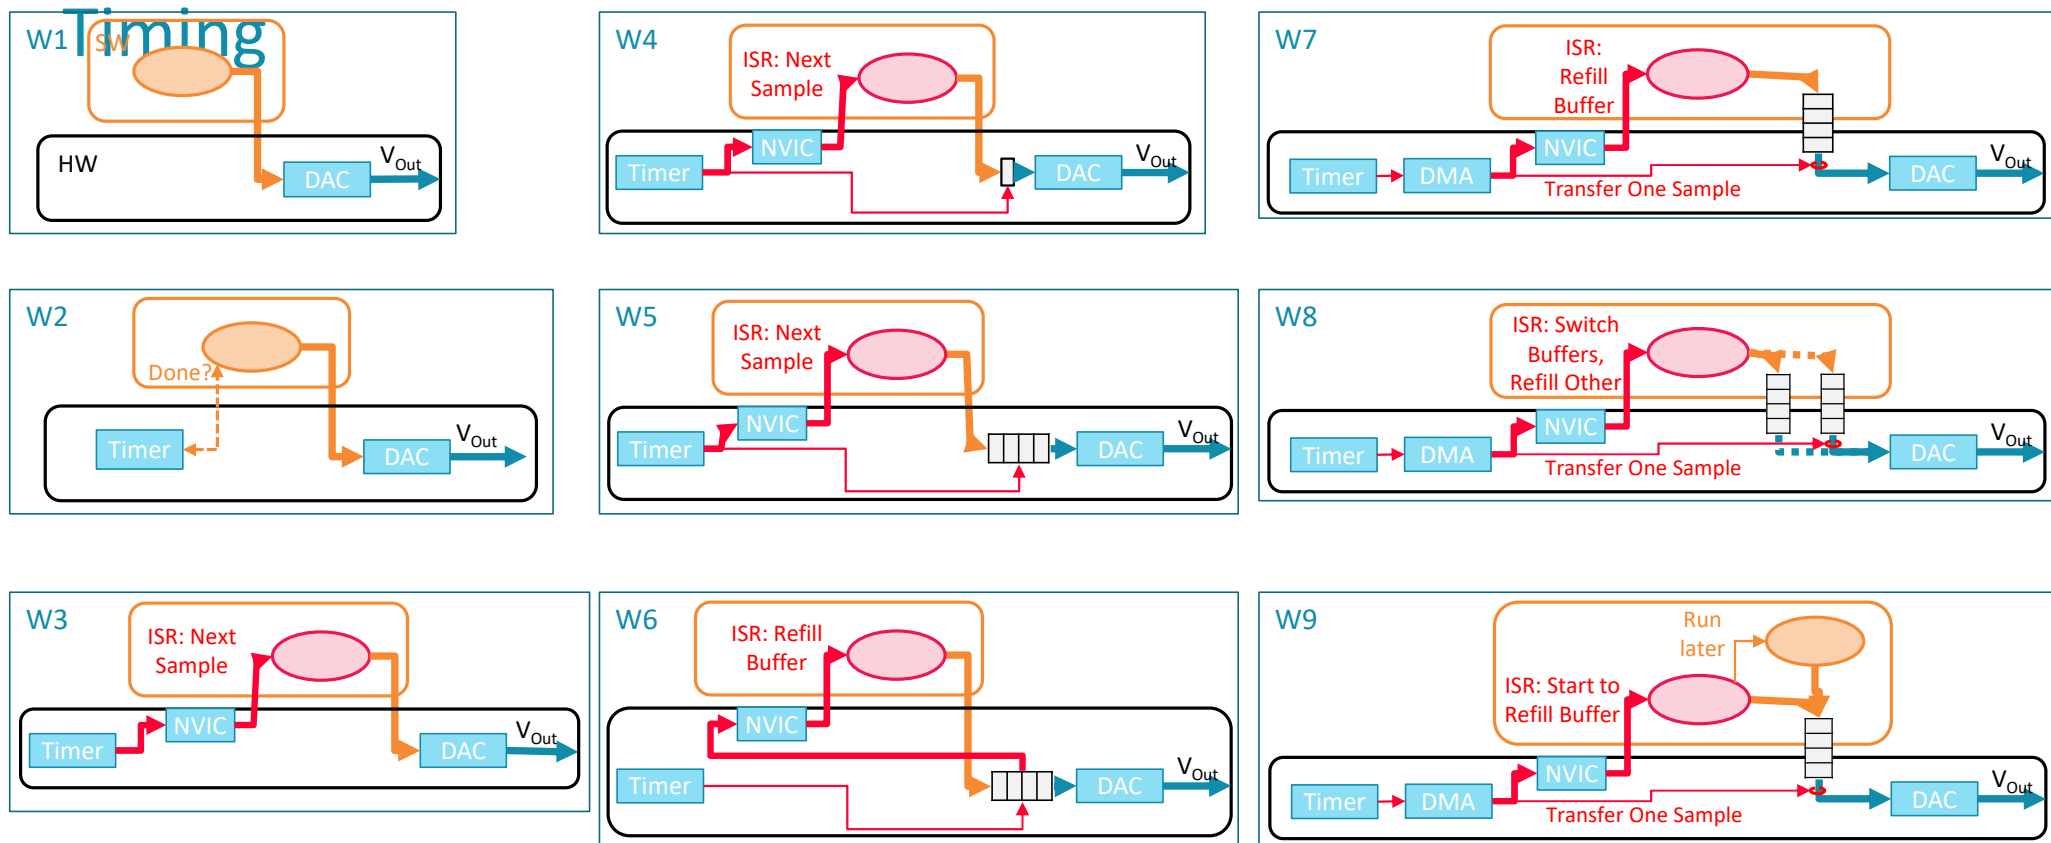 Timing
W1
SW
HW
DAC
VOut
W2
Done?
Timer
DAC
VOut
W3
ISR: Next
Sample
NVIC
Timer
DAC
VOut
W4
ISR: Next
Sample
NVIC
Timer
DAC
VOut
W5
ISR: Next
Sample
NVIC
Timer
DAC
VOut
W6
ISR: Refill
Buffer
NVIC
Timer
DAC
VOut
W7
ISR:
Refill
Buffer
NVIC
Timer
DMA
Transfer One Sample
DAC
VOut
W8
ISR: Switch
Buffers,
Refill Other
NVIC
Timer
DMA
Transfer One Sample
DAC
VOut
W9
Run
later
ISR: Start to
Refill Buffer
NVIC
Timer
DMA
Transfer One Sample
DAC
VOut